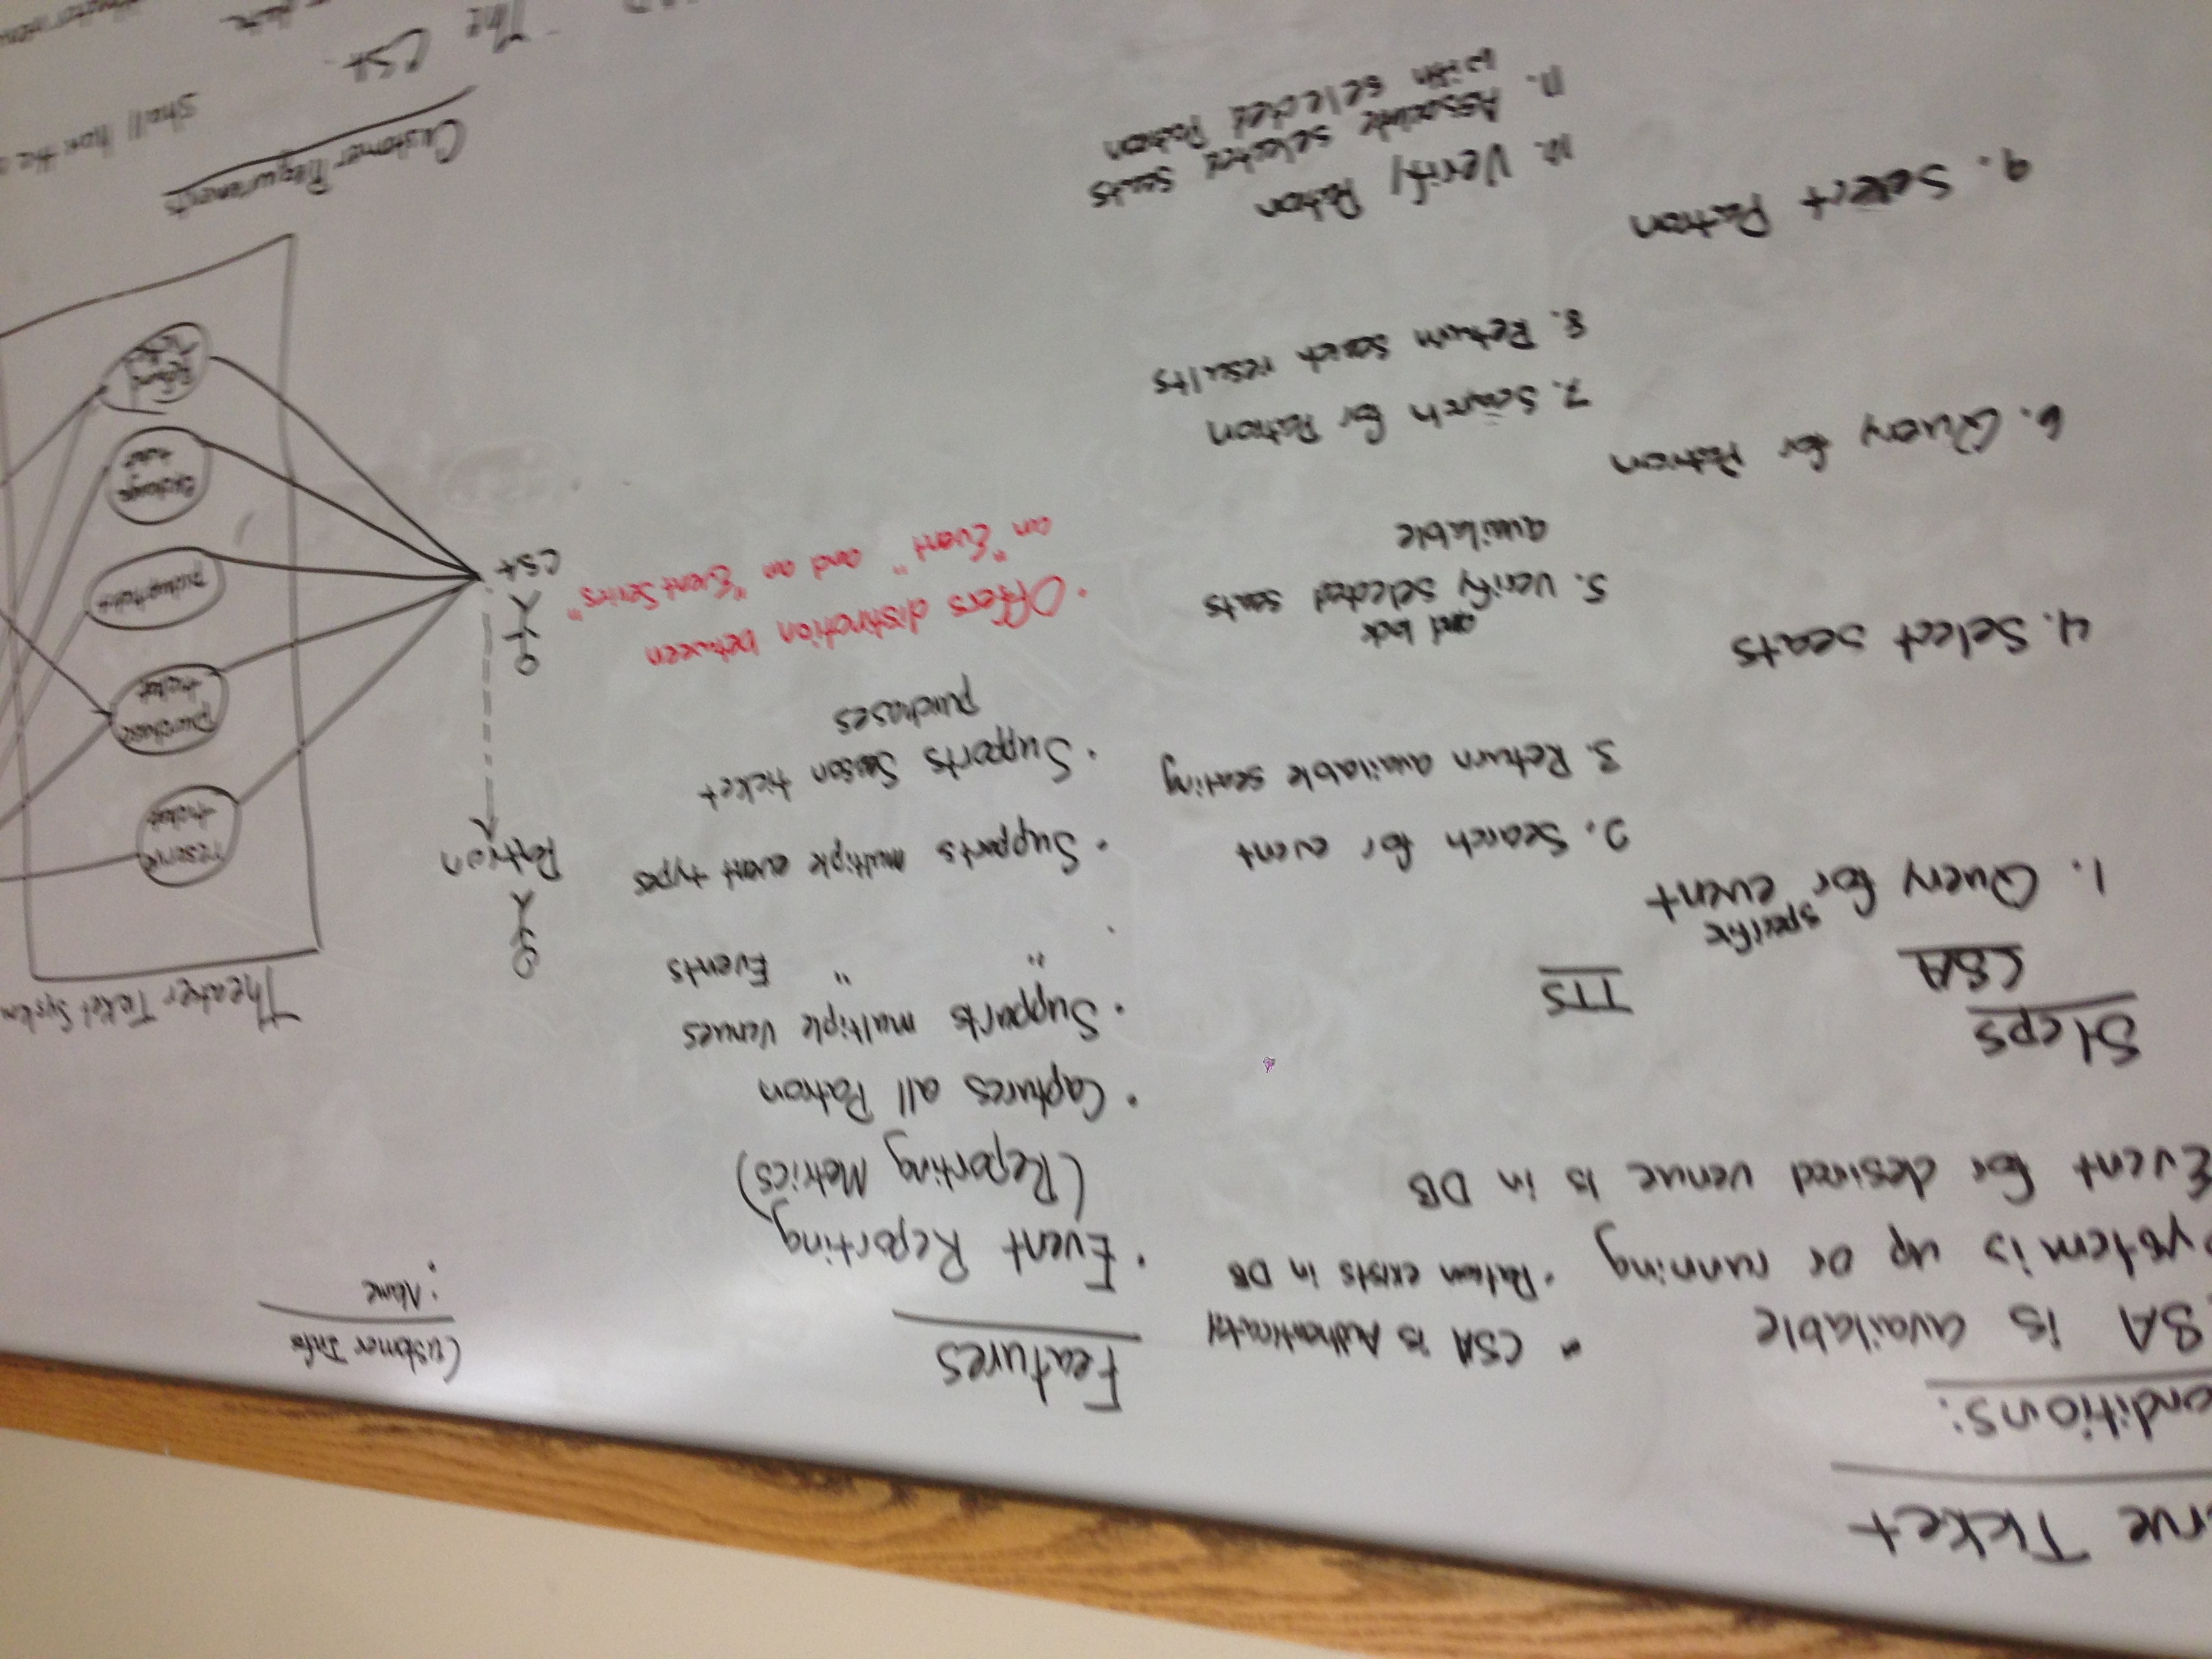 rve Ticket
onditions:
SA is available
ystem is up or running
Event for desired venue is in DB
CSA is Authenticated
• Patron exists in DB
Steps
CSA
TTS
1. Query for specific event
2. Search for event
3. Return available seating
4. Select seats
5. Verify and lock selected seats
available
6. Query for Patron
7. Search for Patron
8. Return search results
9. Select Patron
10. Verify Patron
11. Associate selected seats
with selected Patron
Features
• Event Reporting
(Reporting Metrics)
• Captures all Patron
• Supports multiple venues
" " Events
• Supports multiple event types
• Supports Season ticket
purchases
• Offers distinction between
an "Event" and an "Event Series"
Customer Info
• Name
•
Patron
CSA
Theater Ticket System
reserve
ticket
purchase
ticket
pickup ticket
Exchange
ticket
Refund
Ticket
Customer Requirements
The CSA shall have the
date